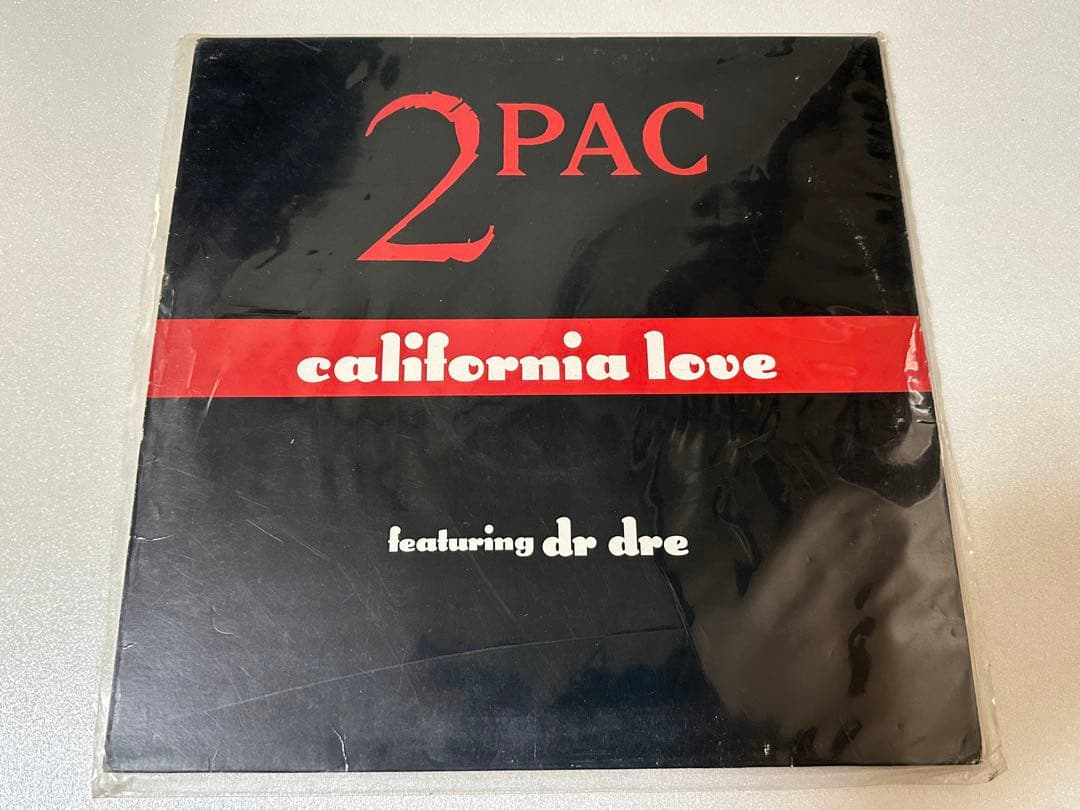 2PAC
california love
featuring dr dre